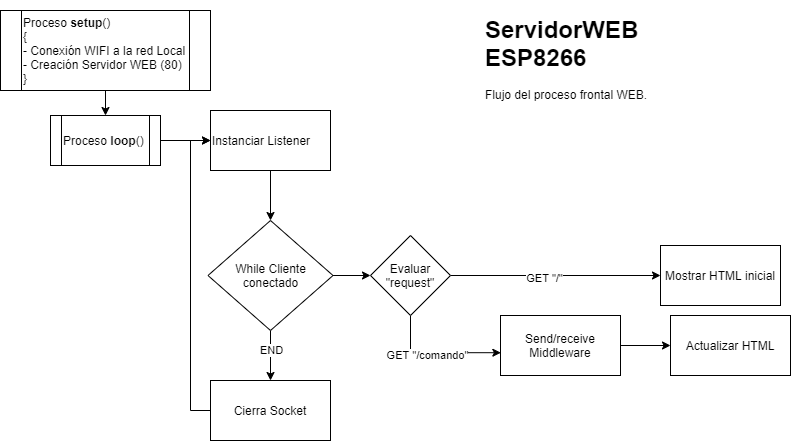 Proceso setup()
{
- Conexión WIFI a la red Local
- Creación Servidor WEB (80)
}
ServidorWEB
ESP8266
Flujo del proceso frontal WEB.
Proceso loop()
Instanciar Listener
While Cliente
conectado
Evaluar
"request"
GET "/"
Mostrar HTML inicial
END
GET "/comando"
Send/receive
Middleware
Actualizar HTML
Cierra Socket